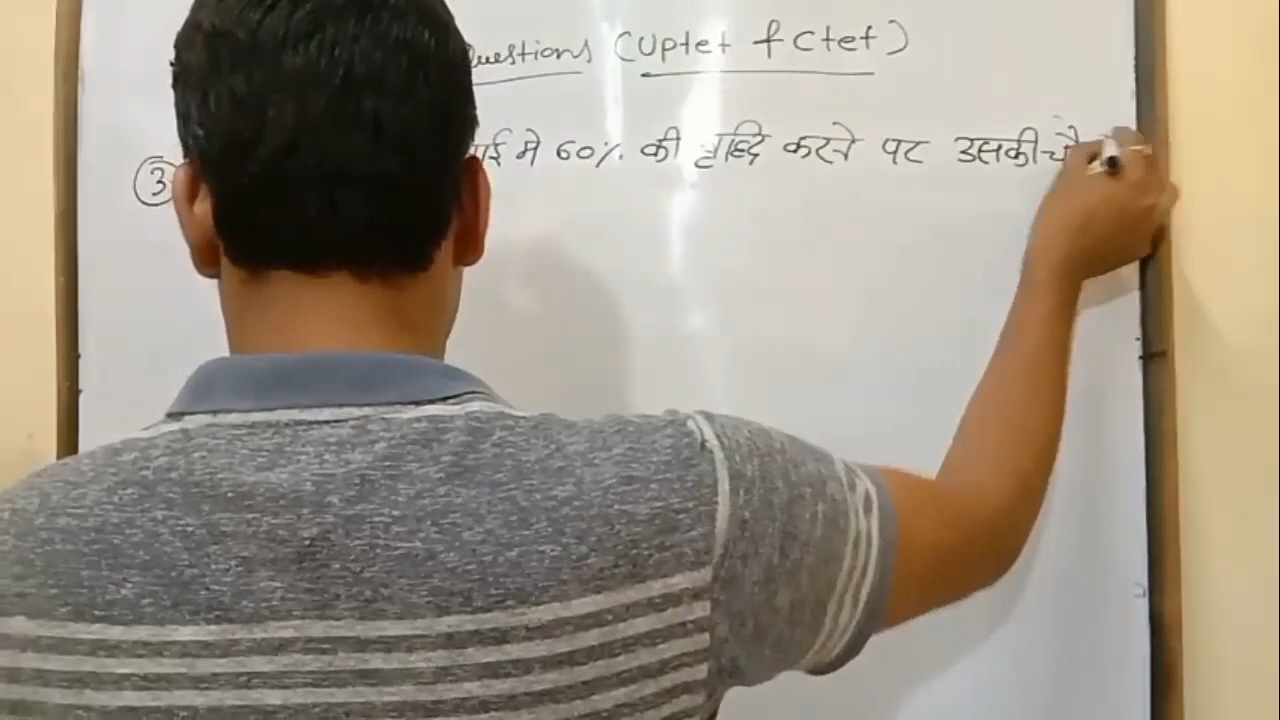 Questions (Uptet & Ctet)
③ ाई मे 60% की वृद्धि करने पर उसकी चौ